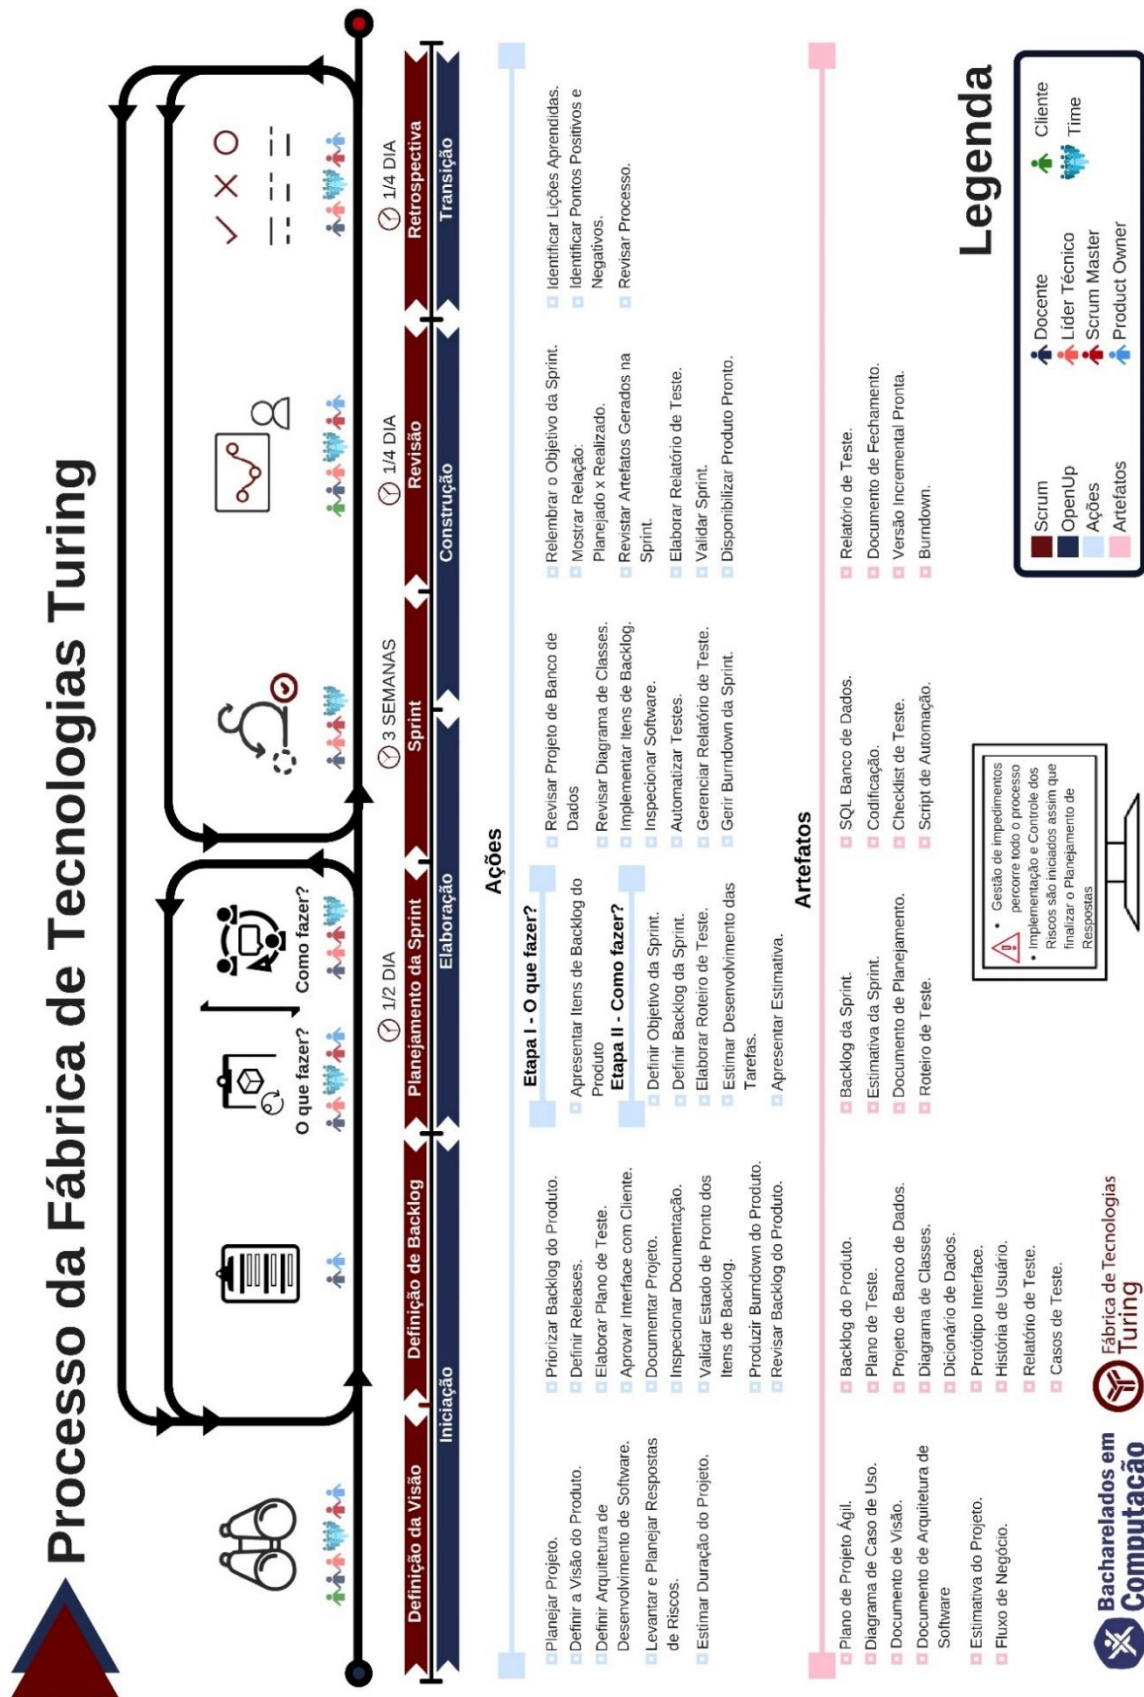 Processo da Fábrica de Tecnologias Turing
O que fazer?
Como fazer?
1/2 DIA
3 SEMANAS
1/4 DIA
1/4 DIA
Definição da Visão
Definição de Backlog
Planejamento da Sprint
Sprint
Revisão
Retrospectiva
Iniciação
Elaboração
Construção
Transição
Ações
Planejar Projeto.
Definir a Visão do Produto.
Definir Arquitetura de
Desenvolvimento de Software.
Levantar e Planejar Respostas
de Riscos.
Estimar Duração do Projeto.
Priorizar Backlog do Produto.
Definir Releases.
Elaborar Plano de Teste.
Aprovar Interface com Cliente.
Documentar Projeto.
Inspecionar Documentação.
Validar Estado de Pronto dos
Itens de Backlog.
Produzir Burndown do Produto.
Revisar Backlog do Produto.
Etapa I - O que fazer?
Apresentar Itens de Backlog do
Produto
Etapa II - Como fazer?
Definir Objetivo da Sprint.
Definir Backlog da Sprint.
Elaborar Roteiro de Teste.
Estimar Desenvolvimento das
Tarefas.
Apresentar Estimativa.
Revisar Projeto de Banco de
Dados
Revisar Diagrama de Classes.
Implementar Itens de Backlog.
Inspecionar Software.
Automatizar Testes.
Gerenciar Relatório de Teste.
Gerir Burndown da Sprint.
Relembrar o Objetivo da Sprint.
Mostrar Relação:
Planejado x Realizado.
Revistar Artefatos Gerados na
Sprint.
Elaborar Relatório de Teste.
Validar Sprint.
Disponibilizar Produto Pronto.
Identificar Lições Aprendidas.
Identificar Pontos Positivos e
Negativos.
Revisar Processo.
Artefatos
Plano de Projeto Ágil.
Diagrama de Caso de Uso.
Documento de Visão.
Documento de Arquitetura de
Software
Estimativa do Projeto.
Fluxo de Negócio.
Backlog do Produto.
Plano de Teste.
Projeto de Banco de Dados.
Diagrama de Classes.
Dicionário de Dados.
Protótipo Interface.
História de Usuário.
Relatório de Teste.
Casos de Teste.
Backlog da Sprint.
Estimativa da Sprint.
Documento de Planejamento.
Roteiro de Teste.
SQL Banco de Dados.
Codificação.
Checklist de Teste.
Script de Automação.
Relatório de Teste.
Documento de Fechamento.
Versão Incremental Pronta.
Burndown.
Bacharelados em
Computação
Fábrica de Tecnologias
Turing
• Gestão de impedimentos
percorre todo o processo
• Implementação e Controle dos
Riscos são iniciados assim que
finalizar o Planejamento de
Respostas
Legenda
Scrum
OpenUp
Ações
Artefatos
Docente
Líder Técnico
Scrum Master
Product Owner
Cliente
Time